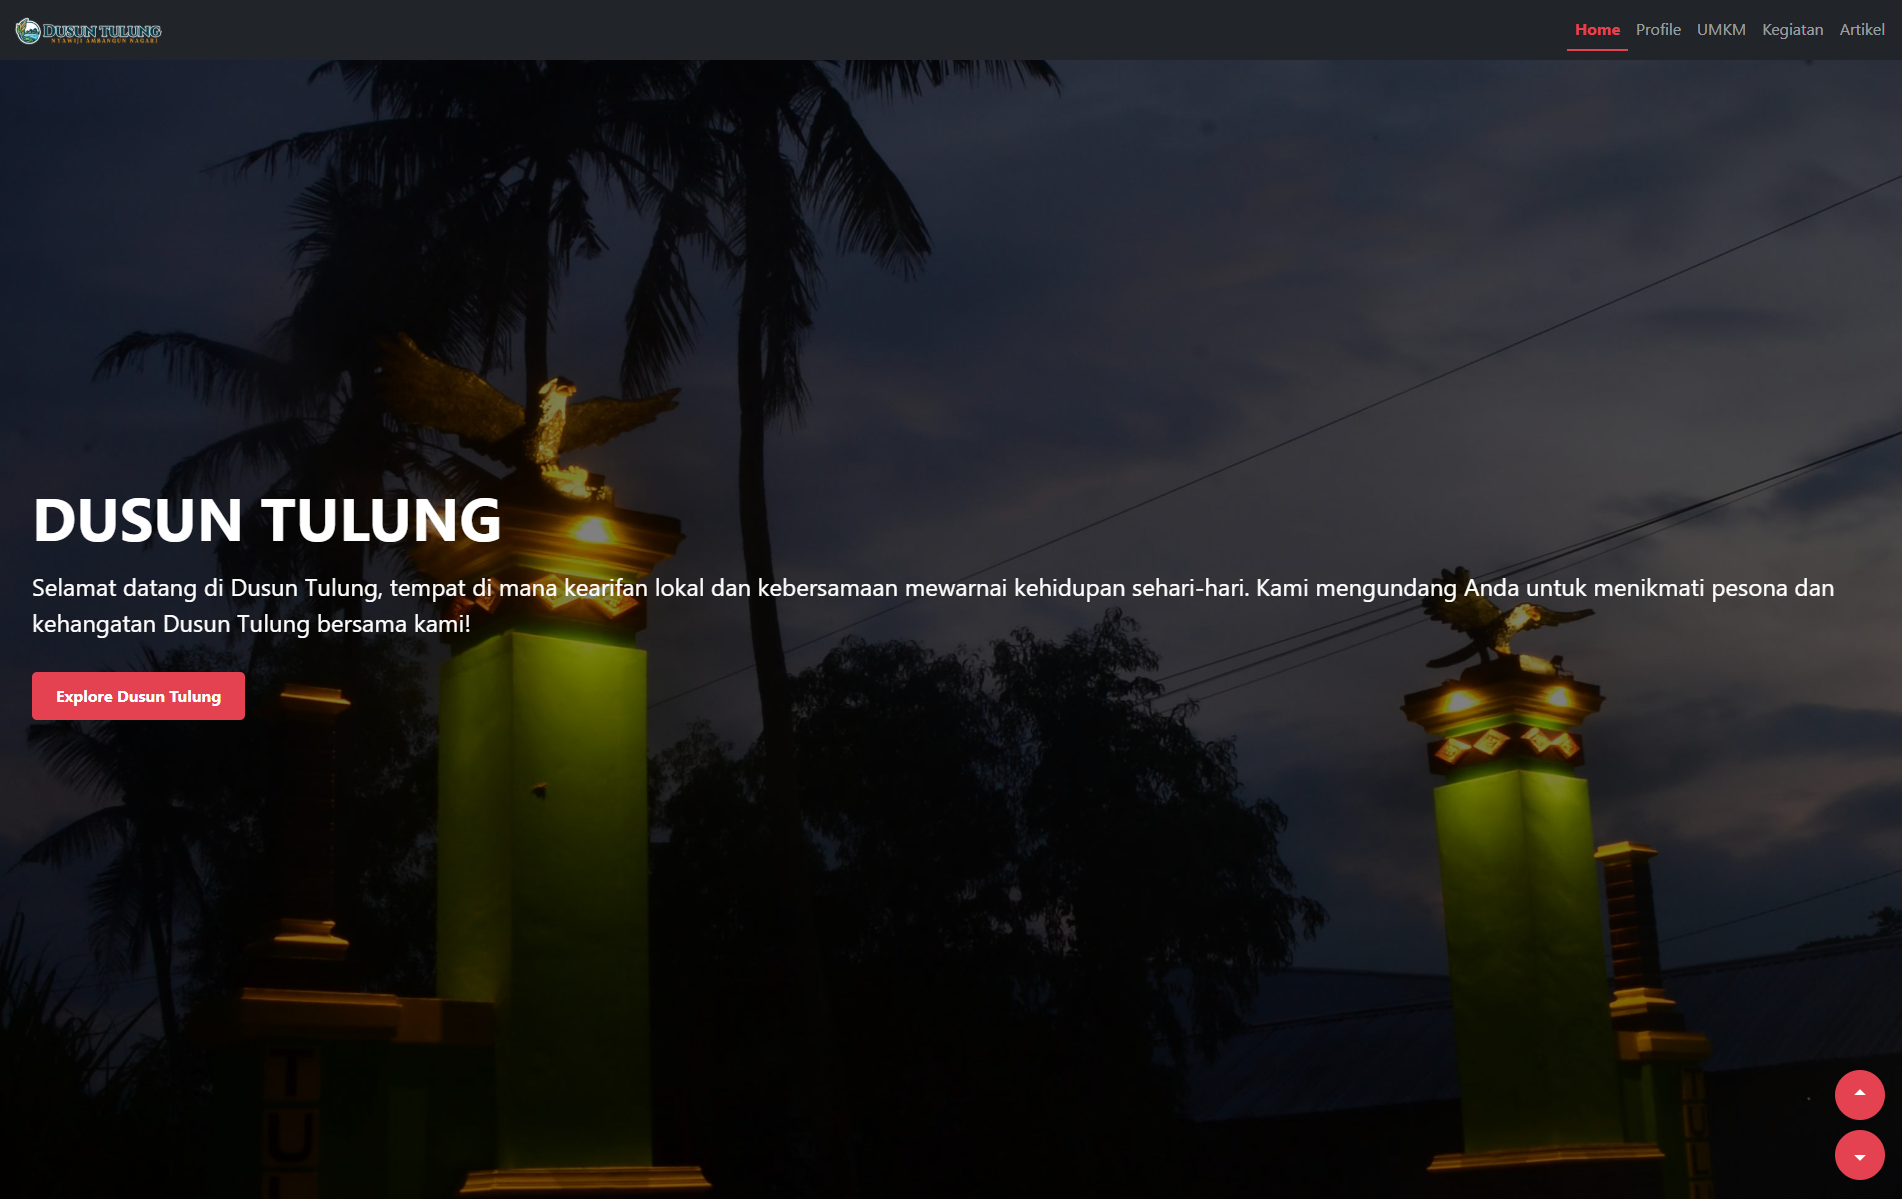 DUSUN TULUNG
NYAWIJI AMBANGUN NAGARI
Home Profile UMKM Kegiatan Artikel
DUSUN TULUNG
Selamat datang di Dusun Tulung, tempat di mana kearifan lokal dan kebersamaan mewarnai kehidupan sehari-hari. Kami mengundang Anda untuk menikmati pesona dan
kehangatan Dusun Tulung bersama kami!
Explore Dusun Tulung
T
U